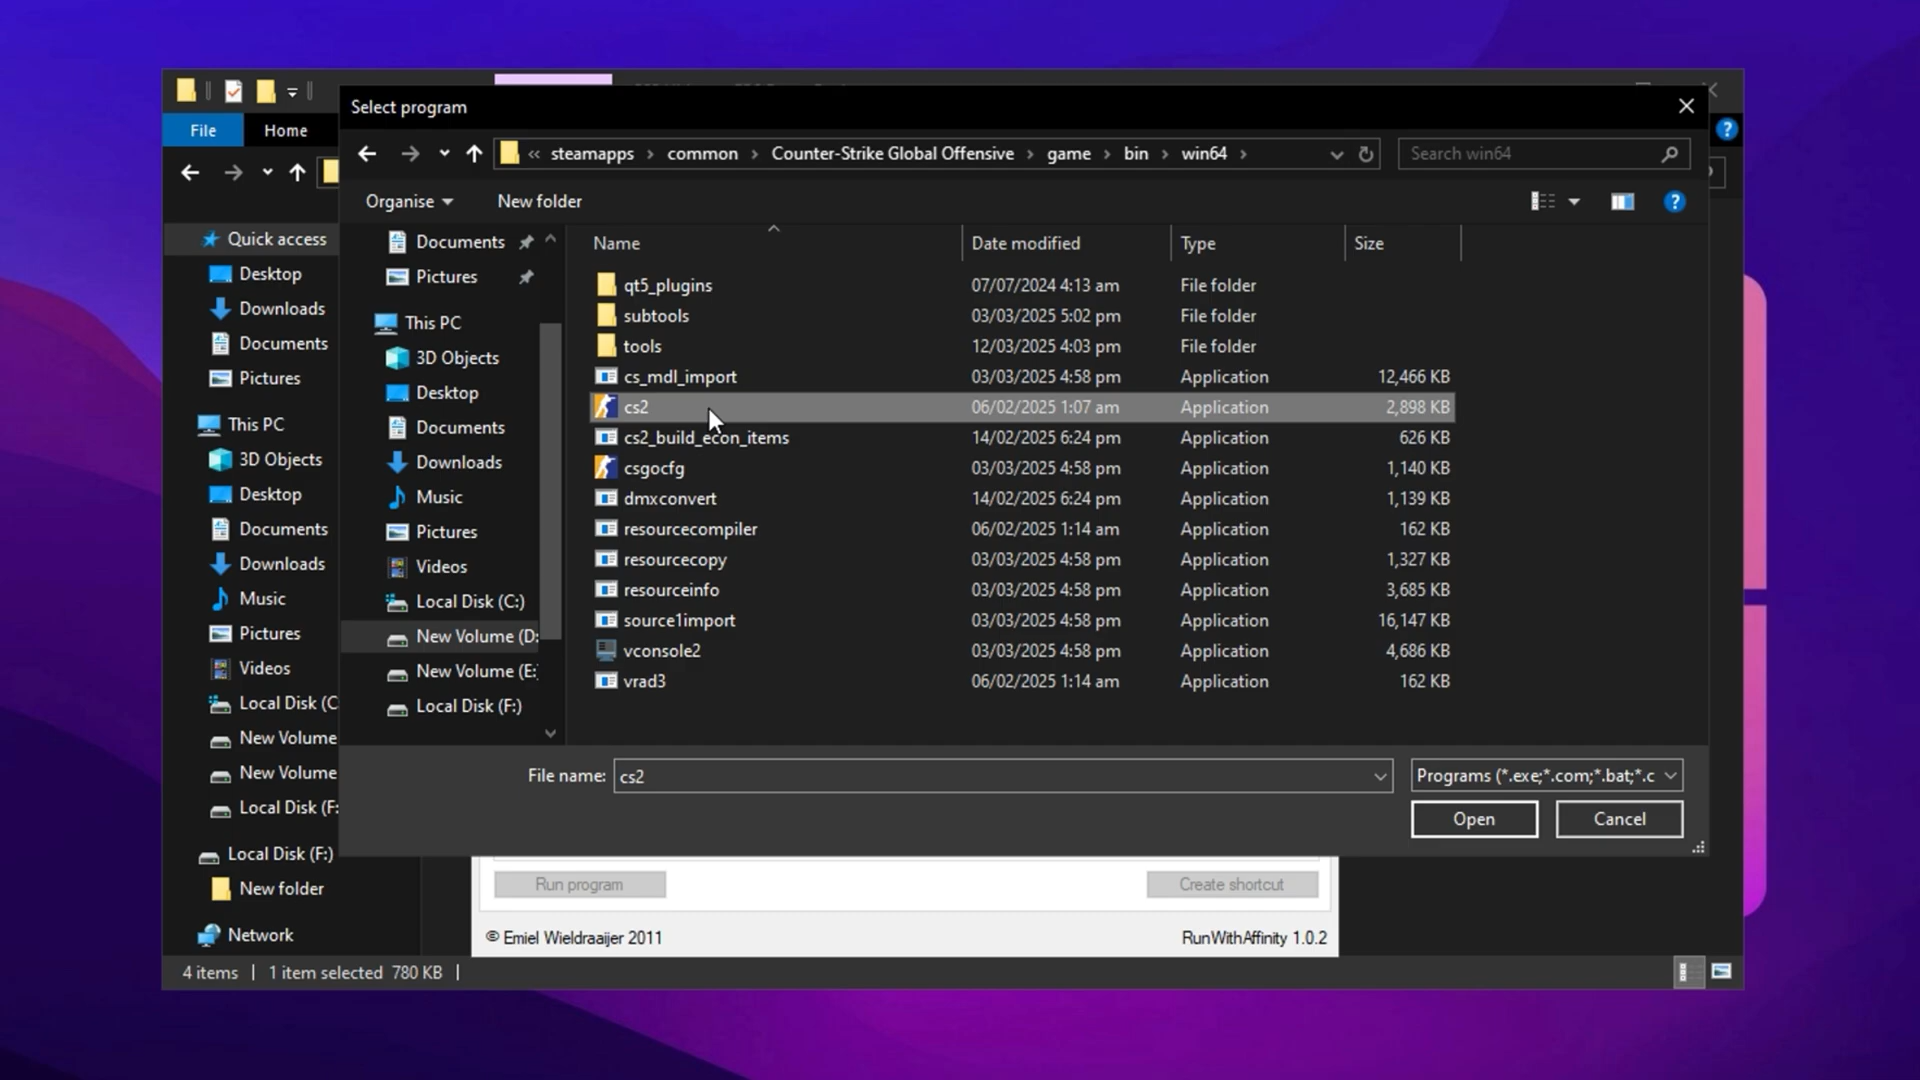 Select program
File
Home
« steamapps > common > Counter-Strike Global Offensive > game > bin > win64 >
Search win64
Organise
New folder
Name
Date modified
Type
Size
Quick access
Desktop
Downloads
Documents
Pictures
This PC
3D Objects
Desktop
Documents
Downloads
Music
Pictures
Videos
Local Disk (C
New Volume
New Volume
Local Disk (F:
Local Disk (F:)
New folder
Network
Documents
Pictures
This PC
3D Objects
Desktop
Documents
Downloads
Music
Pictures
Videos
Local Disk (C:)
New Volume (D:
New Volume (E:
Local Disk (F:)
qt5_plugins 07/07/2024 4:13 am File folder
subtools 03/03/2025 5:02 pm File folder
tools 12/03/2025 4:03 pm File folder
cs_mdl_import 03/03/2025 4:58 pm Application 12,466 KB
cs2 06/02/2025 1:07 am Application 2,898 KB
cs2_build_econ_items 14/02/2025 6:24 pm Application 626 KB
csgocfg 03/03/2025 4:58 pm Application 1,140 KB
dmxconvert 14/02/2025 6:24 pm Application 1,139 KB
resourcecompiler 06/02/2025 1:14 am Application 162 KB
resourcecopy 03/03/2025 4:58 pm Application 1,327 KB
resourceinfo 03/03/2025 4:58 pm Application 3,685 KB
source1import 03/03/2025 4:58 pm Application 16,147 KB
vconsole2 03/03/2025 4:58 pm Application 4,686 KB
vrad3 06/02/2025 1:14 am Application 162 KB
File name: cs2
Programs (*.exe;*.com;*.bat;*.c
Open
Cancel
Run program
Create shortcut
© Emiel Wieldraaijer 2011
RunWithAffinity 1.0.2
4 items | 1 item selected 780 KB |